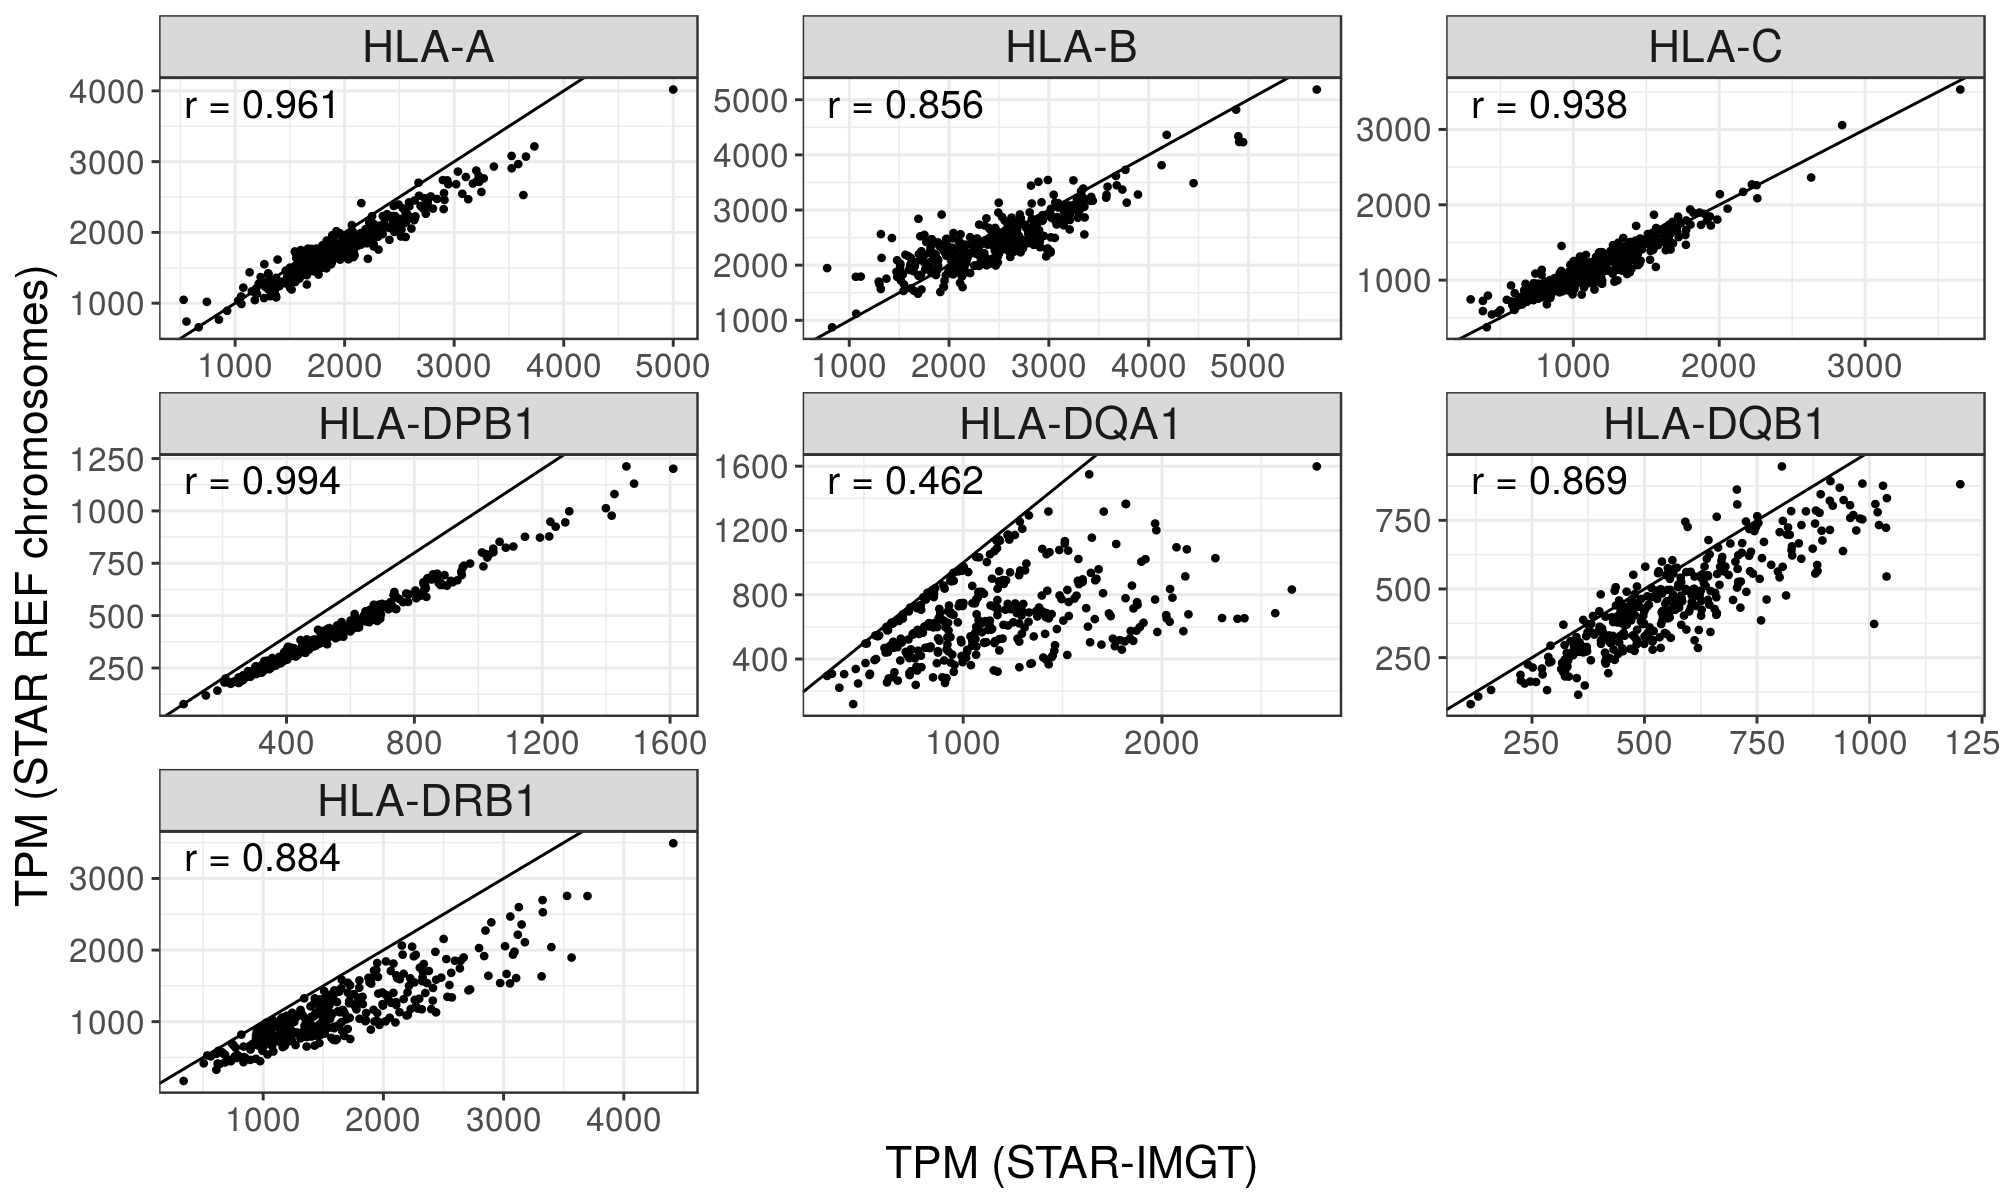 HLA-A
HLA-B
HLA-C
r = 0.961
r = 0.856
r = 0.938
4000
3000
2000
1000
1000 2000 3000 4000 5000
5000
4000
3000
2000
1000
1000 2000 3000 4000 5000
3000
2000
1000
1000 2000 3000
HLA-DPB1
HLA-DQA1
HLA-DQB1
r = 0.994
r = 0.462
r = 0.869
1250
1000
750
500
250
400 800 1200 1600
1600
1200
800
400
1000 2000
750
500
250
250 500 750 1000 125
HLA-DRB1
r = 0.884
3000
2000
1000
1000 2000 3000 4000
TPM (STAR REF chromosomes)
TPM (STAR-IMGT)